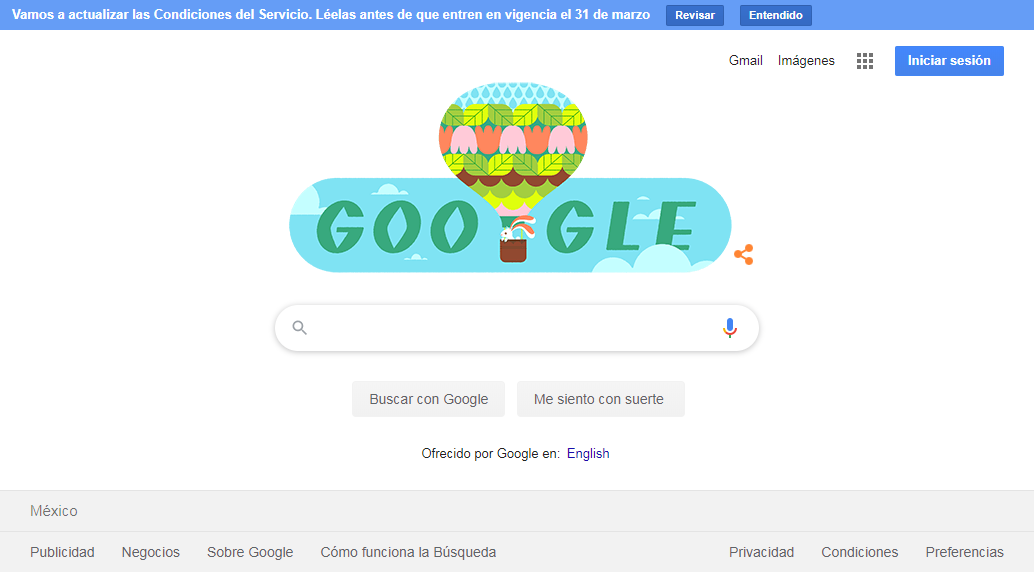 Vamos a actualizar las Condiciones del Servicio. Léelas antes de que entren en vigencia el 31 de marzo Revisar Entendido
Gmail Imágenes Iniciar sesión
GOOGLE
Buscar con Google Me siento con suerte
Ofrecido por Google en: English
México
Publicidad Negocios Sobre Google Cómo funciona la Búsqueda Privacidad Condiciones Preferencias